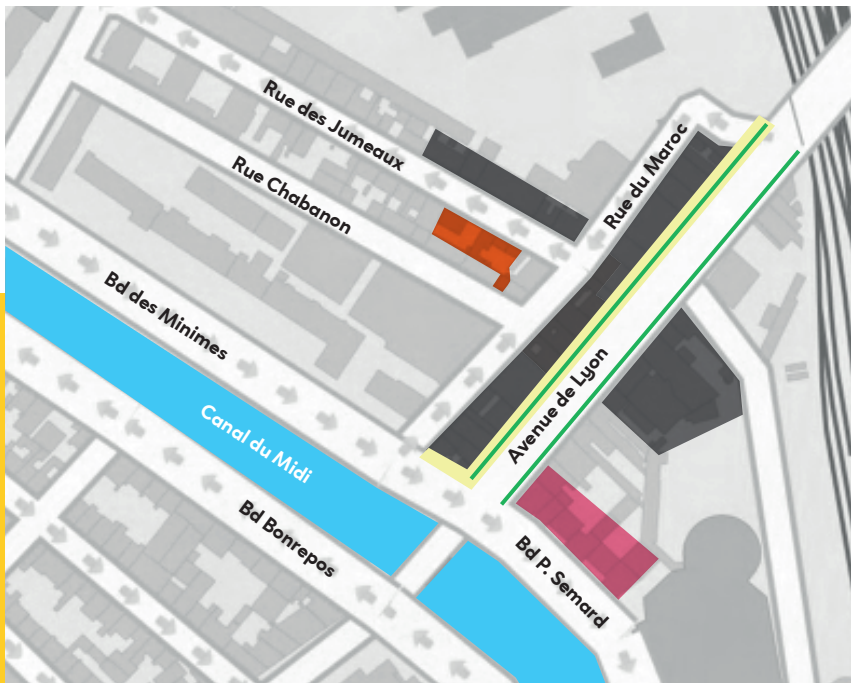 Rue des Jumeaux
Rue du Maroc
Rue Chabanon
Bd des Minimes
Avenue de Lyon
Canal du Midi
Bd Bonrepos
Bd P. Semard